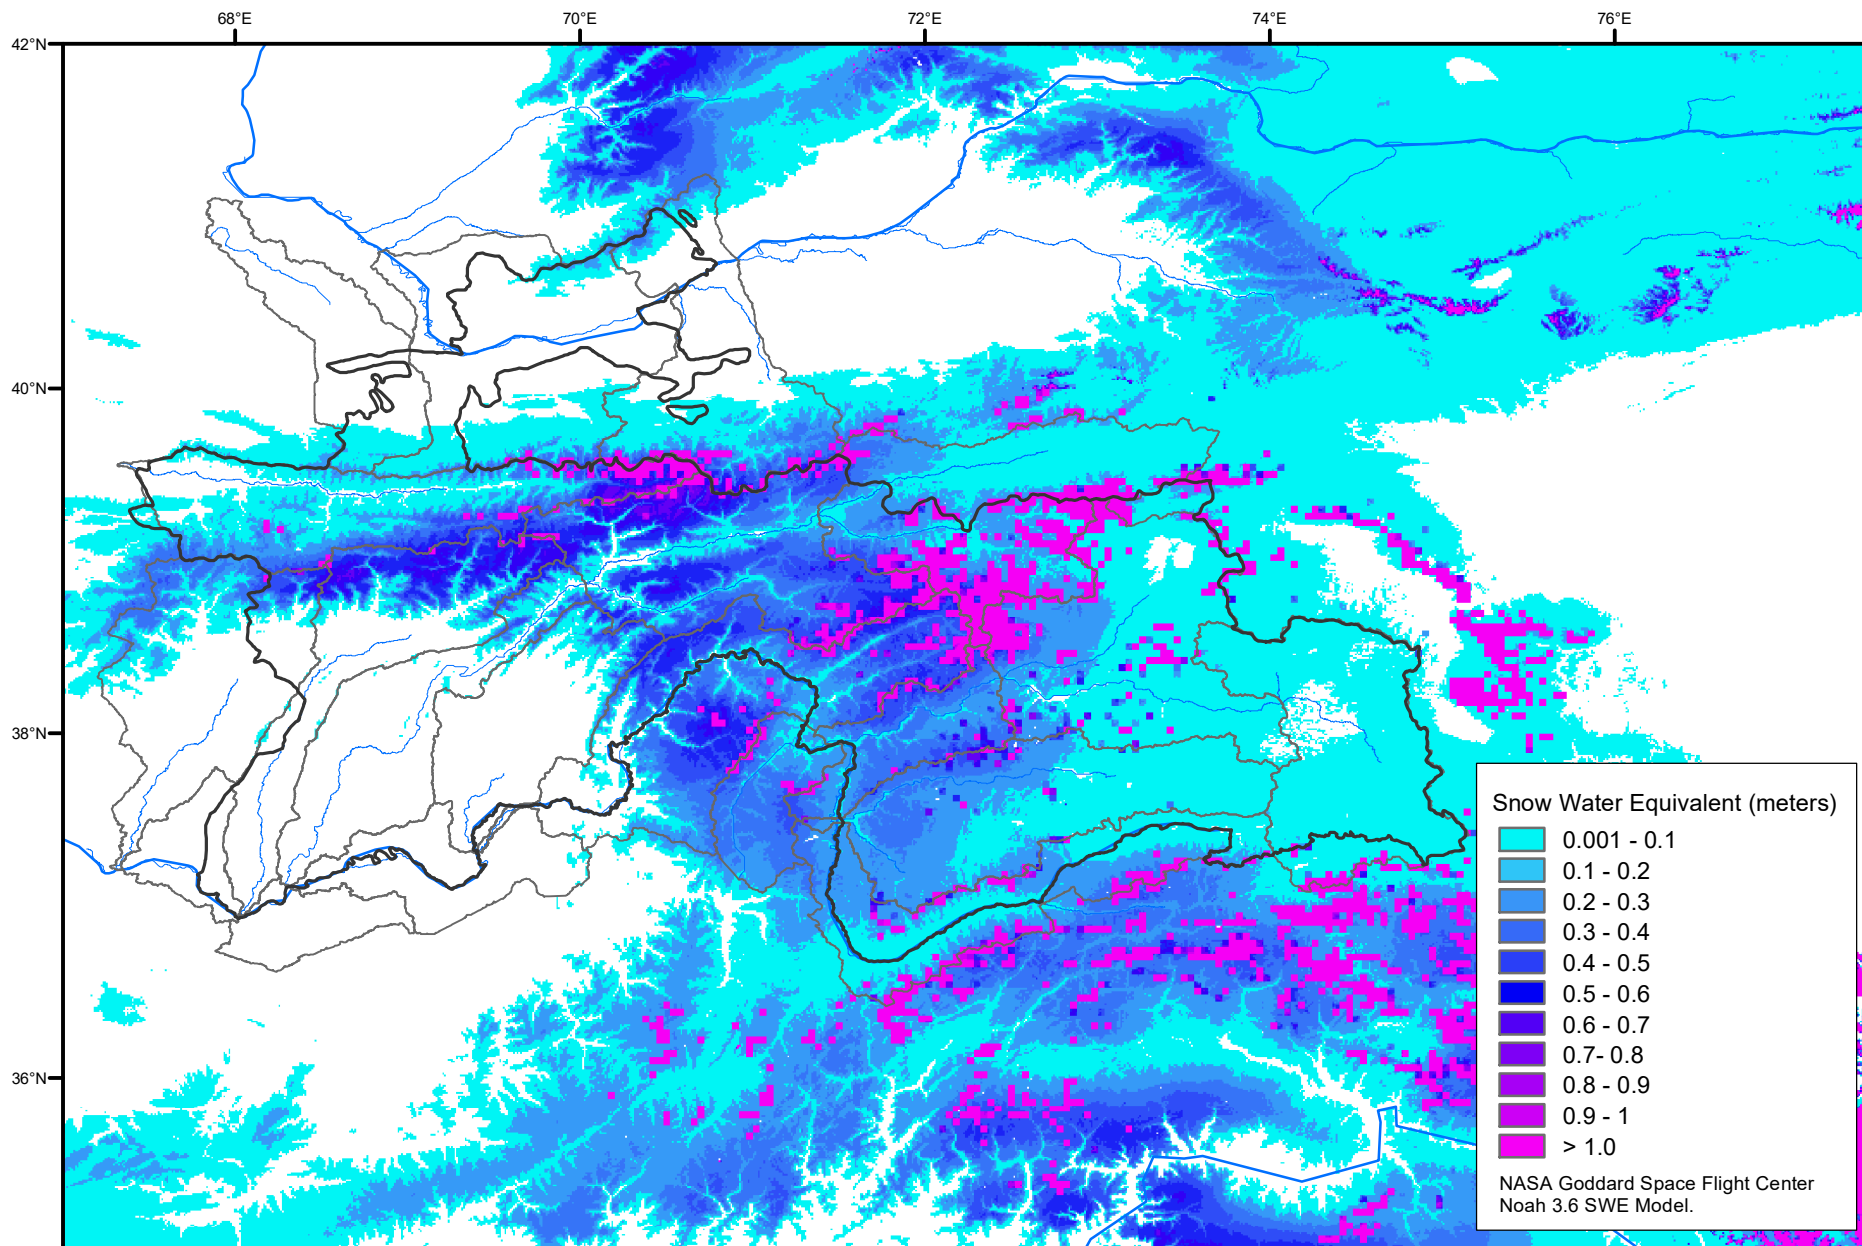 68°E
70°E
72°E
74°E
76°E
42°N
40°N
38°N
36°N
Snow Water Equivalent (meters)
0.001 - 0.1
0.1 - 0.2
0.2 - 0.3
0.3 - 0.4
0.4 - 0.5
0.5 - 0.6
0.6 - 0.7
0.7- 0.8
0.8 - 0.9
0.9 - 1
> 1.0
NASA Goddard Space Flight Center
Noah 3.6 SWE Model.